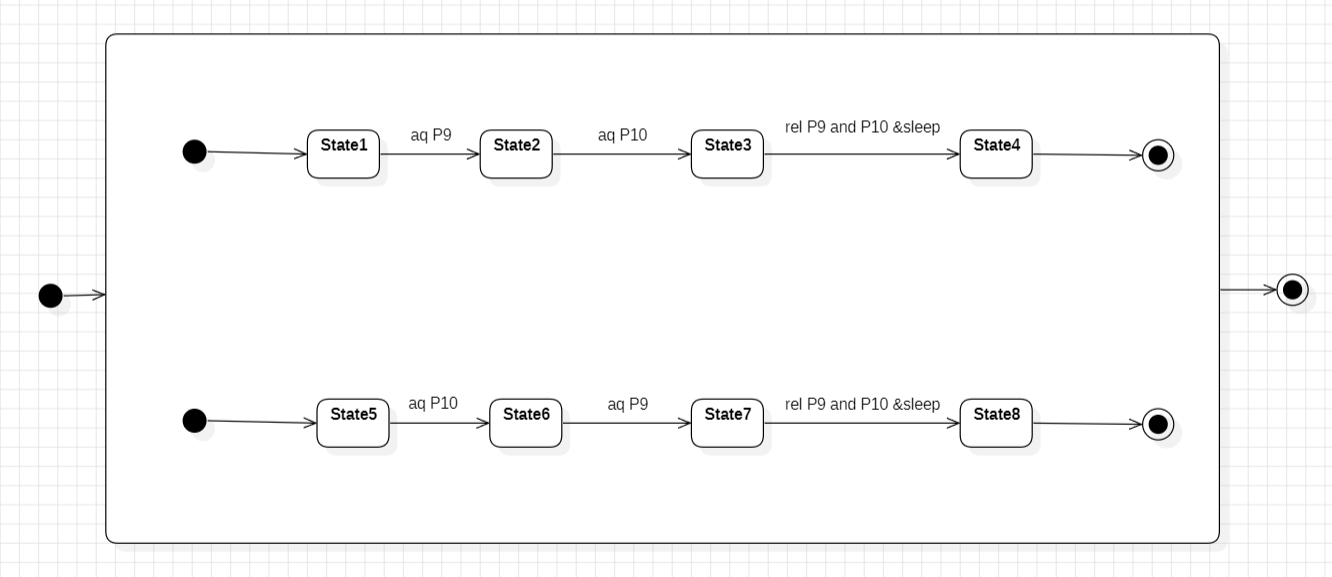 State1
aq P9
State2
aq P10
State3
rel P9 and P10 &sleep
State4
State5
aq P10
State6
aq P9
State7
rel P9 and P10 &sleep
State8